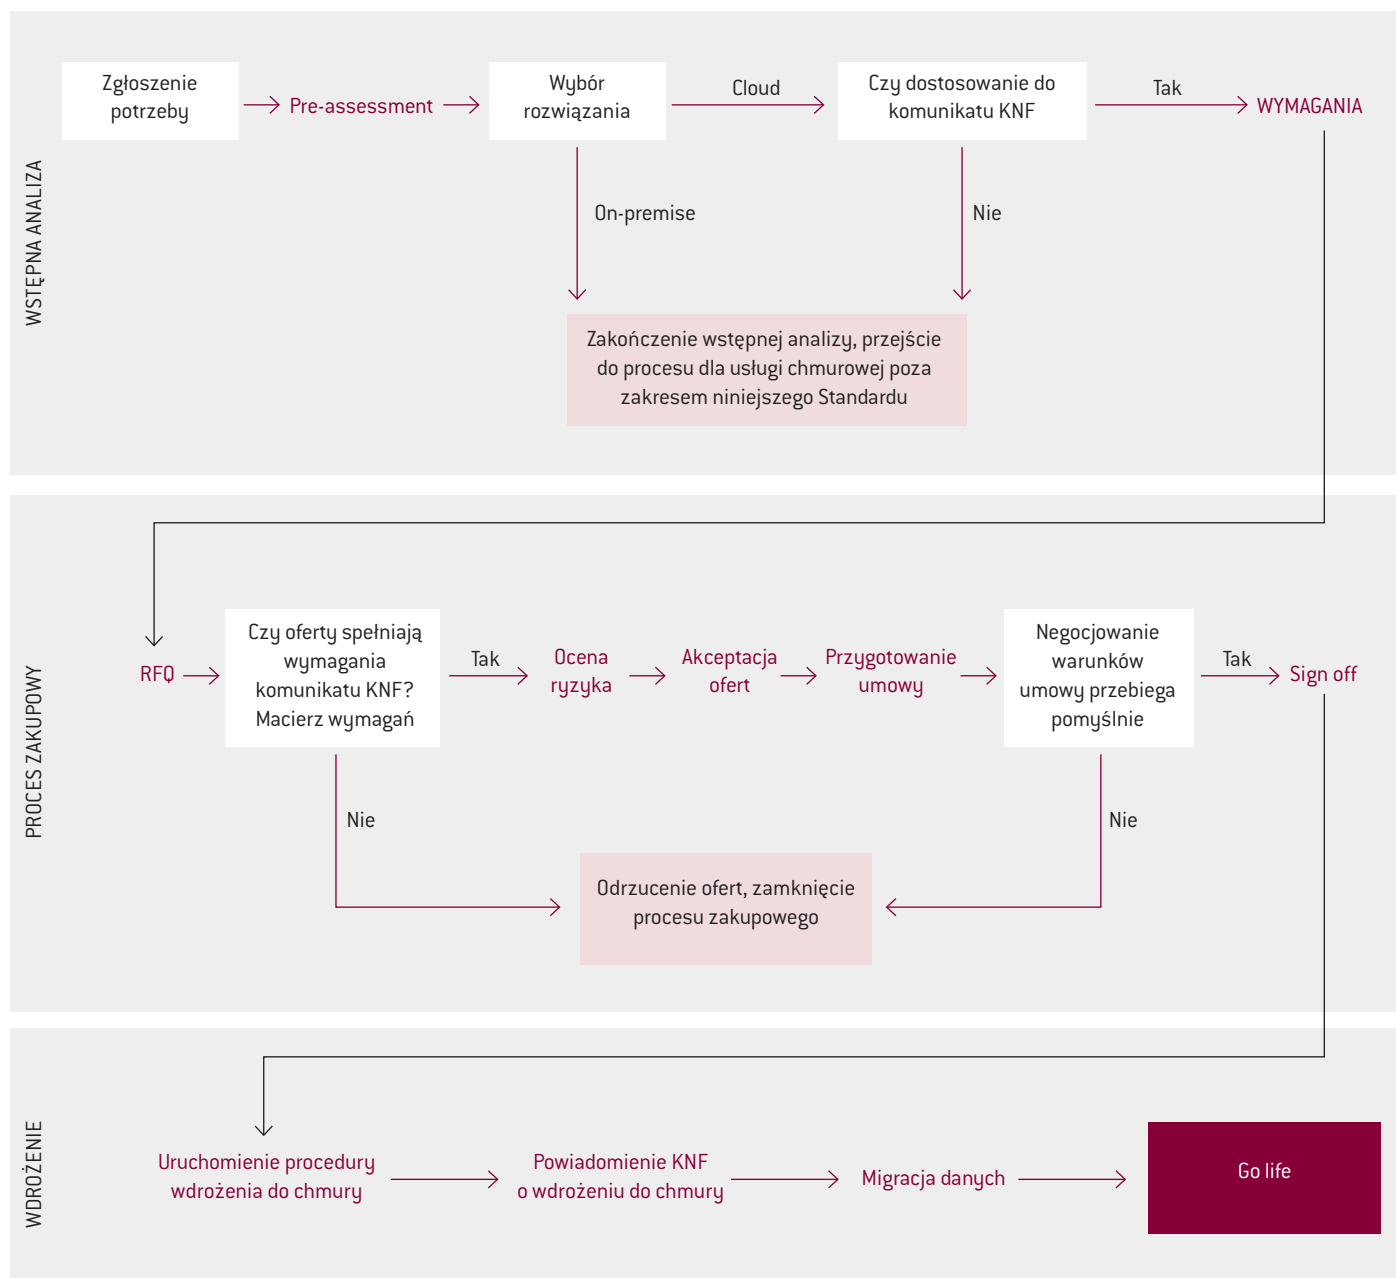 WSTĘPNA ANALIZA
Zgłoszenie
potrzeby
Pre-assessment
Wybór
rozwiązania
Cloud
Czy dostosowanie do
komunikatu KNF
Tak
WYMAGANIA
On-premise
Nie
Zakończenie wstępnej analizy, przejście
do procesu dla usługi chmurowej poza
zakresem niniejszego Standardu
PROCES ZAKUPOWY
RFQ
Czy oferty spełniają
wymagania
komunikatu KNF?
Macierz wymagań
Tak
Ocena
ryzyka
Akceptacja
ofert
Przygotowanie
umowy
Negocjowanie
warunków
umowy przebiega
pomyślnie
Tak
Sign off
Nie
Nie
Odrzucenie ofert, zamknięcie
procesu zakupowego
WDROŻENIE
Uruchomienie procedury
wdrożenia do chmury
Powiadomienie KNF
o wdrożeniu do chmury
Migracja danych
Go life